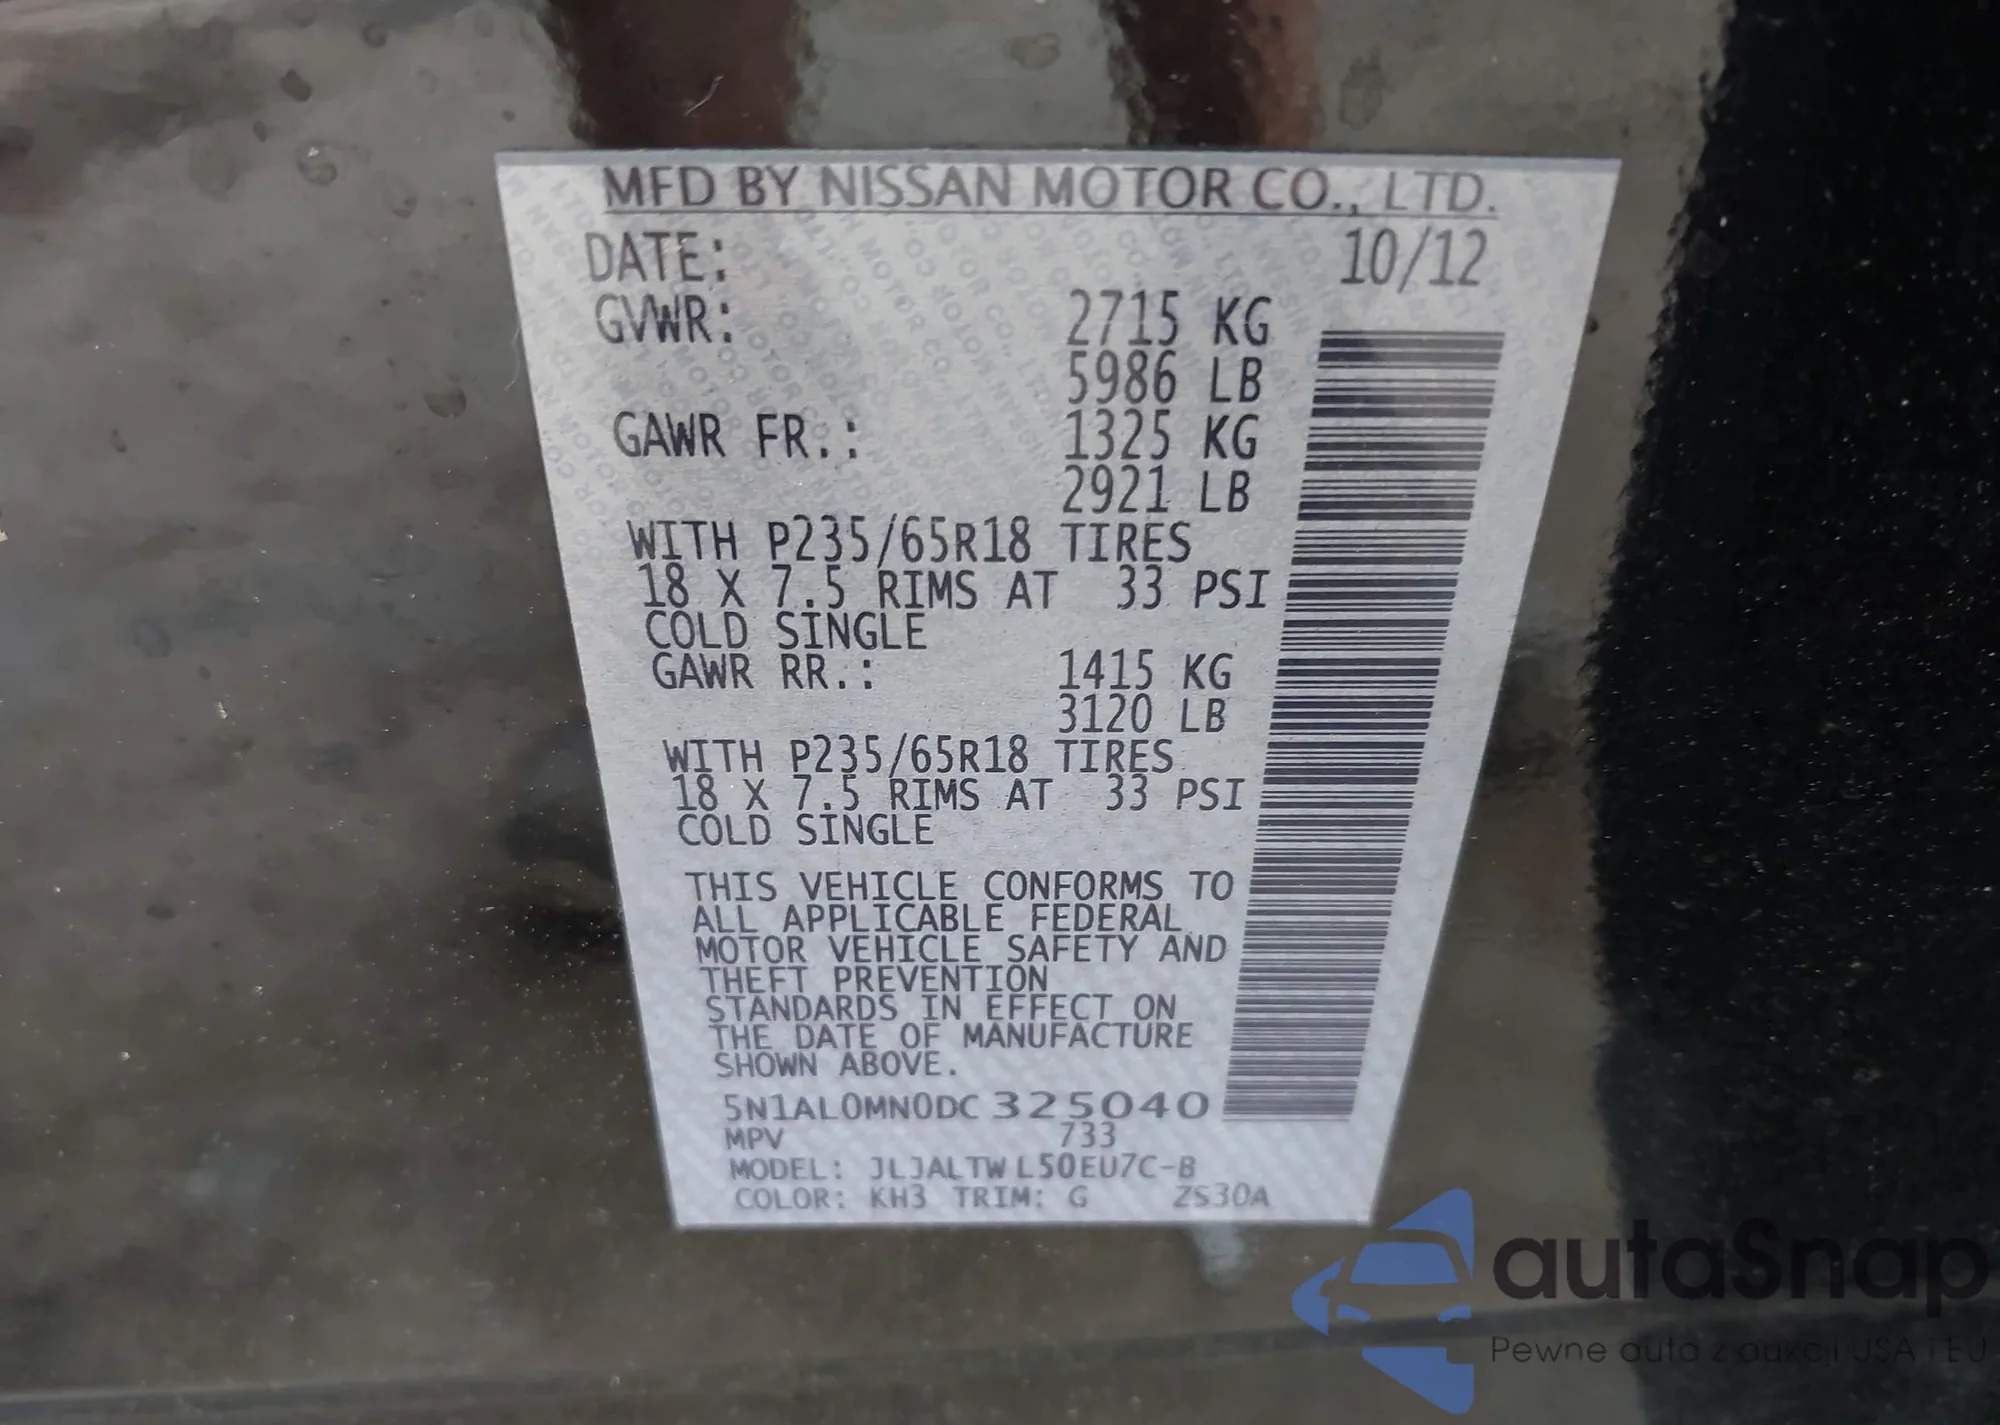 MFD BY NISSAN MOTOR CO., LTD.
DATE: 10/12
GVWR: 2715 KG
5986 LB
GAWR FR.: 1325 KG
2921 LB
WITH P235/65R18 TIRES
18 X 7.5 RIMS AT 33 PSI
COLD SINGLE
GAWR RR.: 1415 KG
3120 LB
WITH P235/65R18 TIRES
18 X 7.5 RIMS AT 33 PSI
COLD SINGLE
THIS VEHICLE CONFORMS TO
ALL APPLICABLE FEDERAL
MOTOR VEHICLE SAFETY AND
THEFT PREVENTION
STANDARDS IN EFFECT ON
THE DATE OF MANUFACTURE
SHOWN ABOVE.
5N1AL0MN0DC 325040
MPV 733
MODEL: JLJALTW L50EU7C-B
COLOR: KH3 TRIM: G ZS30A
autaSnap
Pewne auta z aukcji USA i EU